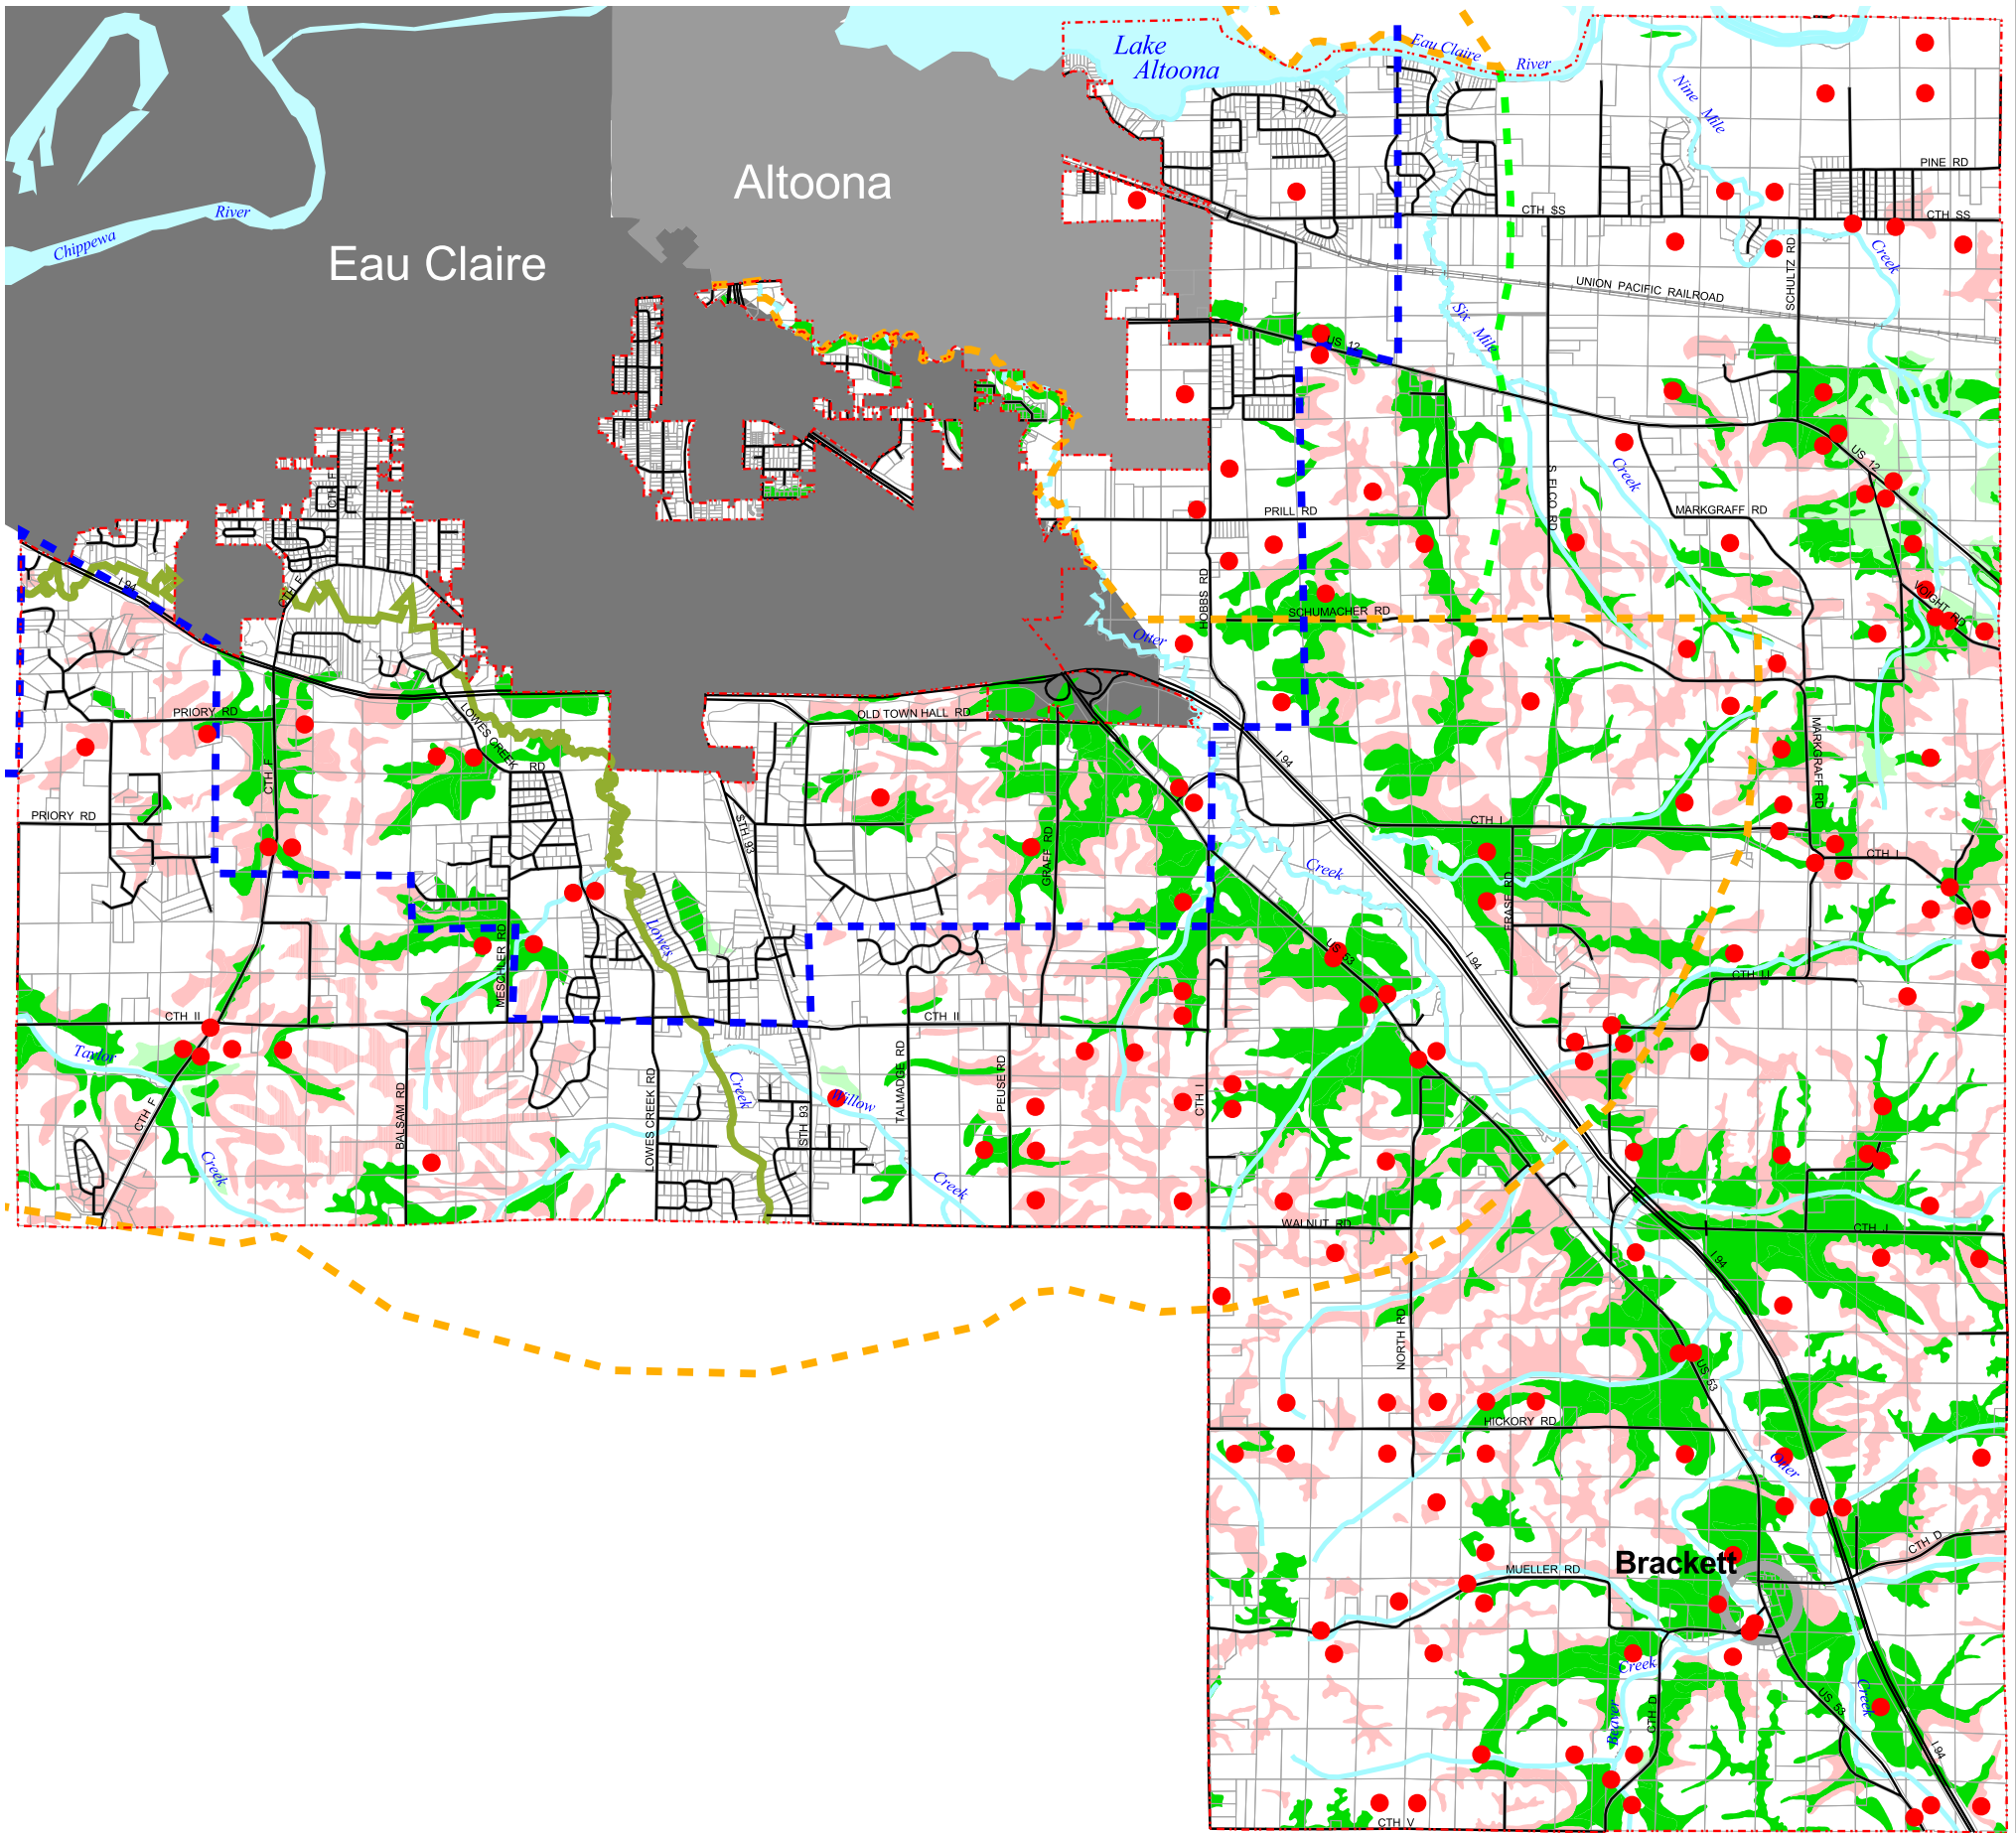 Lake
Altoona
Eau Claire
River
Nine Mile
PINE RD
Altoona
River
CTH SS
CTH SS
Chippewa
Eau Claire
SCHULTZ RD
Creek
UNION PACIFIC RAILROAD
Six Mile
US 12
US 12
Creek
CTH F
S ELCO RD
PRILL RD
MARKGRAFF RD
I 94
CTH F
HOBBS RD
SCHUMACHER RD
VOIGHT RD
Otter
PRIORY RD
LOWES CREEK RD
OLD TOWN HALL RD
CTH F
I 94
MARKGRAFF RD
PRIORY RD
STH 93
CTH I
GRAFF RD
Creek
CTH I
ERASE RD
Lowes
MESCHLER RD
US 53
I 94
CTH JJ
CTH II
CTH II
Taylor
Creek
Willow
TALMADGE RD
PEUSE RD
CTH I
CTH F
BALSAM RD
LOWES CREEK RD
STH 93
Creek
Creek
WALNUT RD
CTH J
I 94
NORTH RD
US 53
HICKORY RD
Otter
CTH D
Brackett
MUELLER RD
Creek
Beaver
CTH D
US 53
Creek
I 94
CTH V